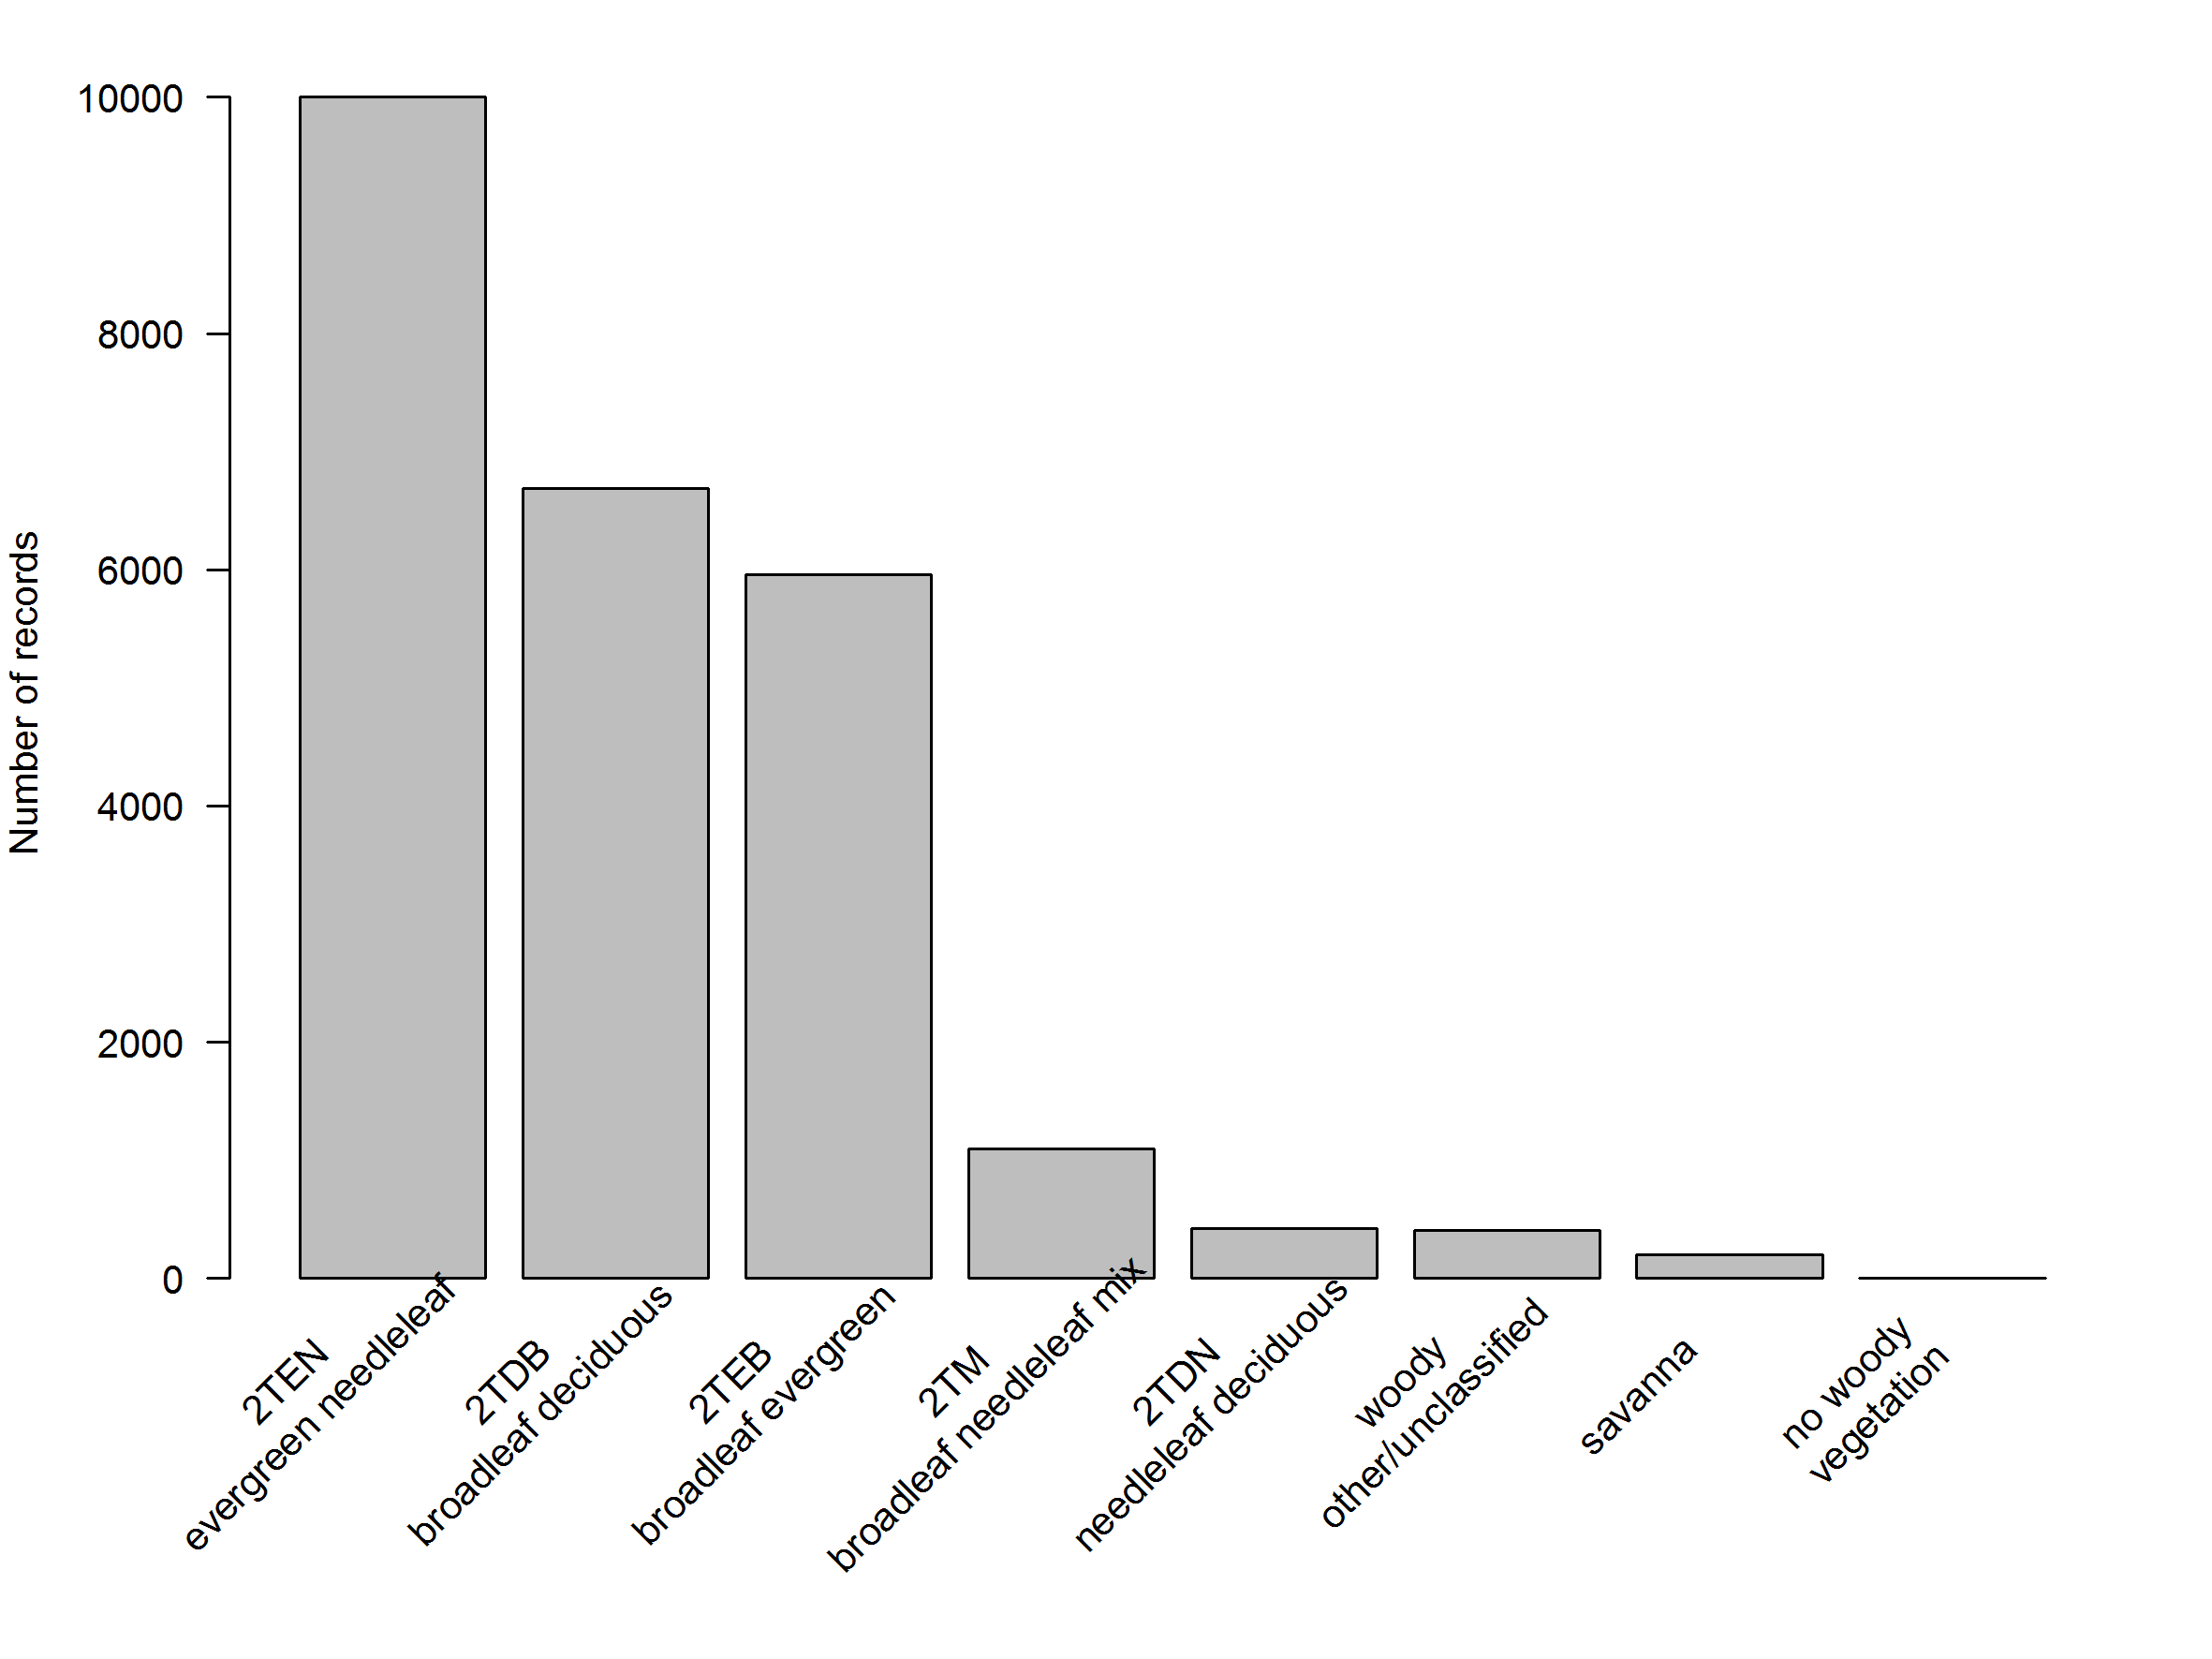 Number of records
10000
8000
6000
4000
2000
0
2TEN
evergreen needleleaf
2TDB
broadleaf deciduous
2TEB
broadleaf evergreen
2TM
broadleaf needleleaf mix
2TDN
needleleaf deciduous
woody
other/unclassified
savanna
no woody
vegetation